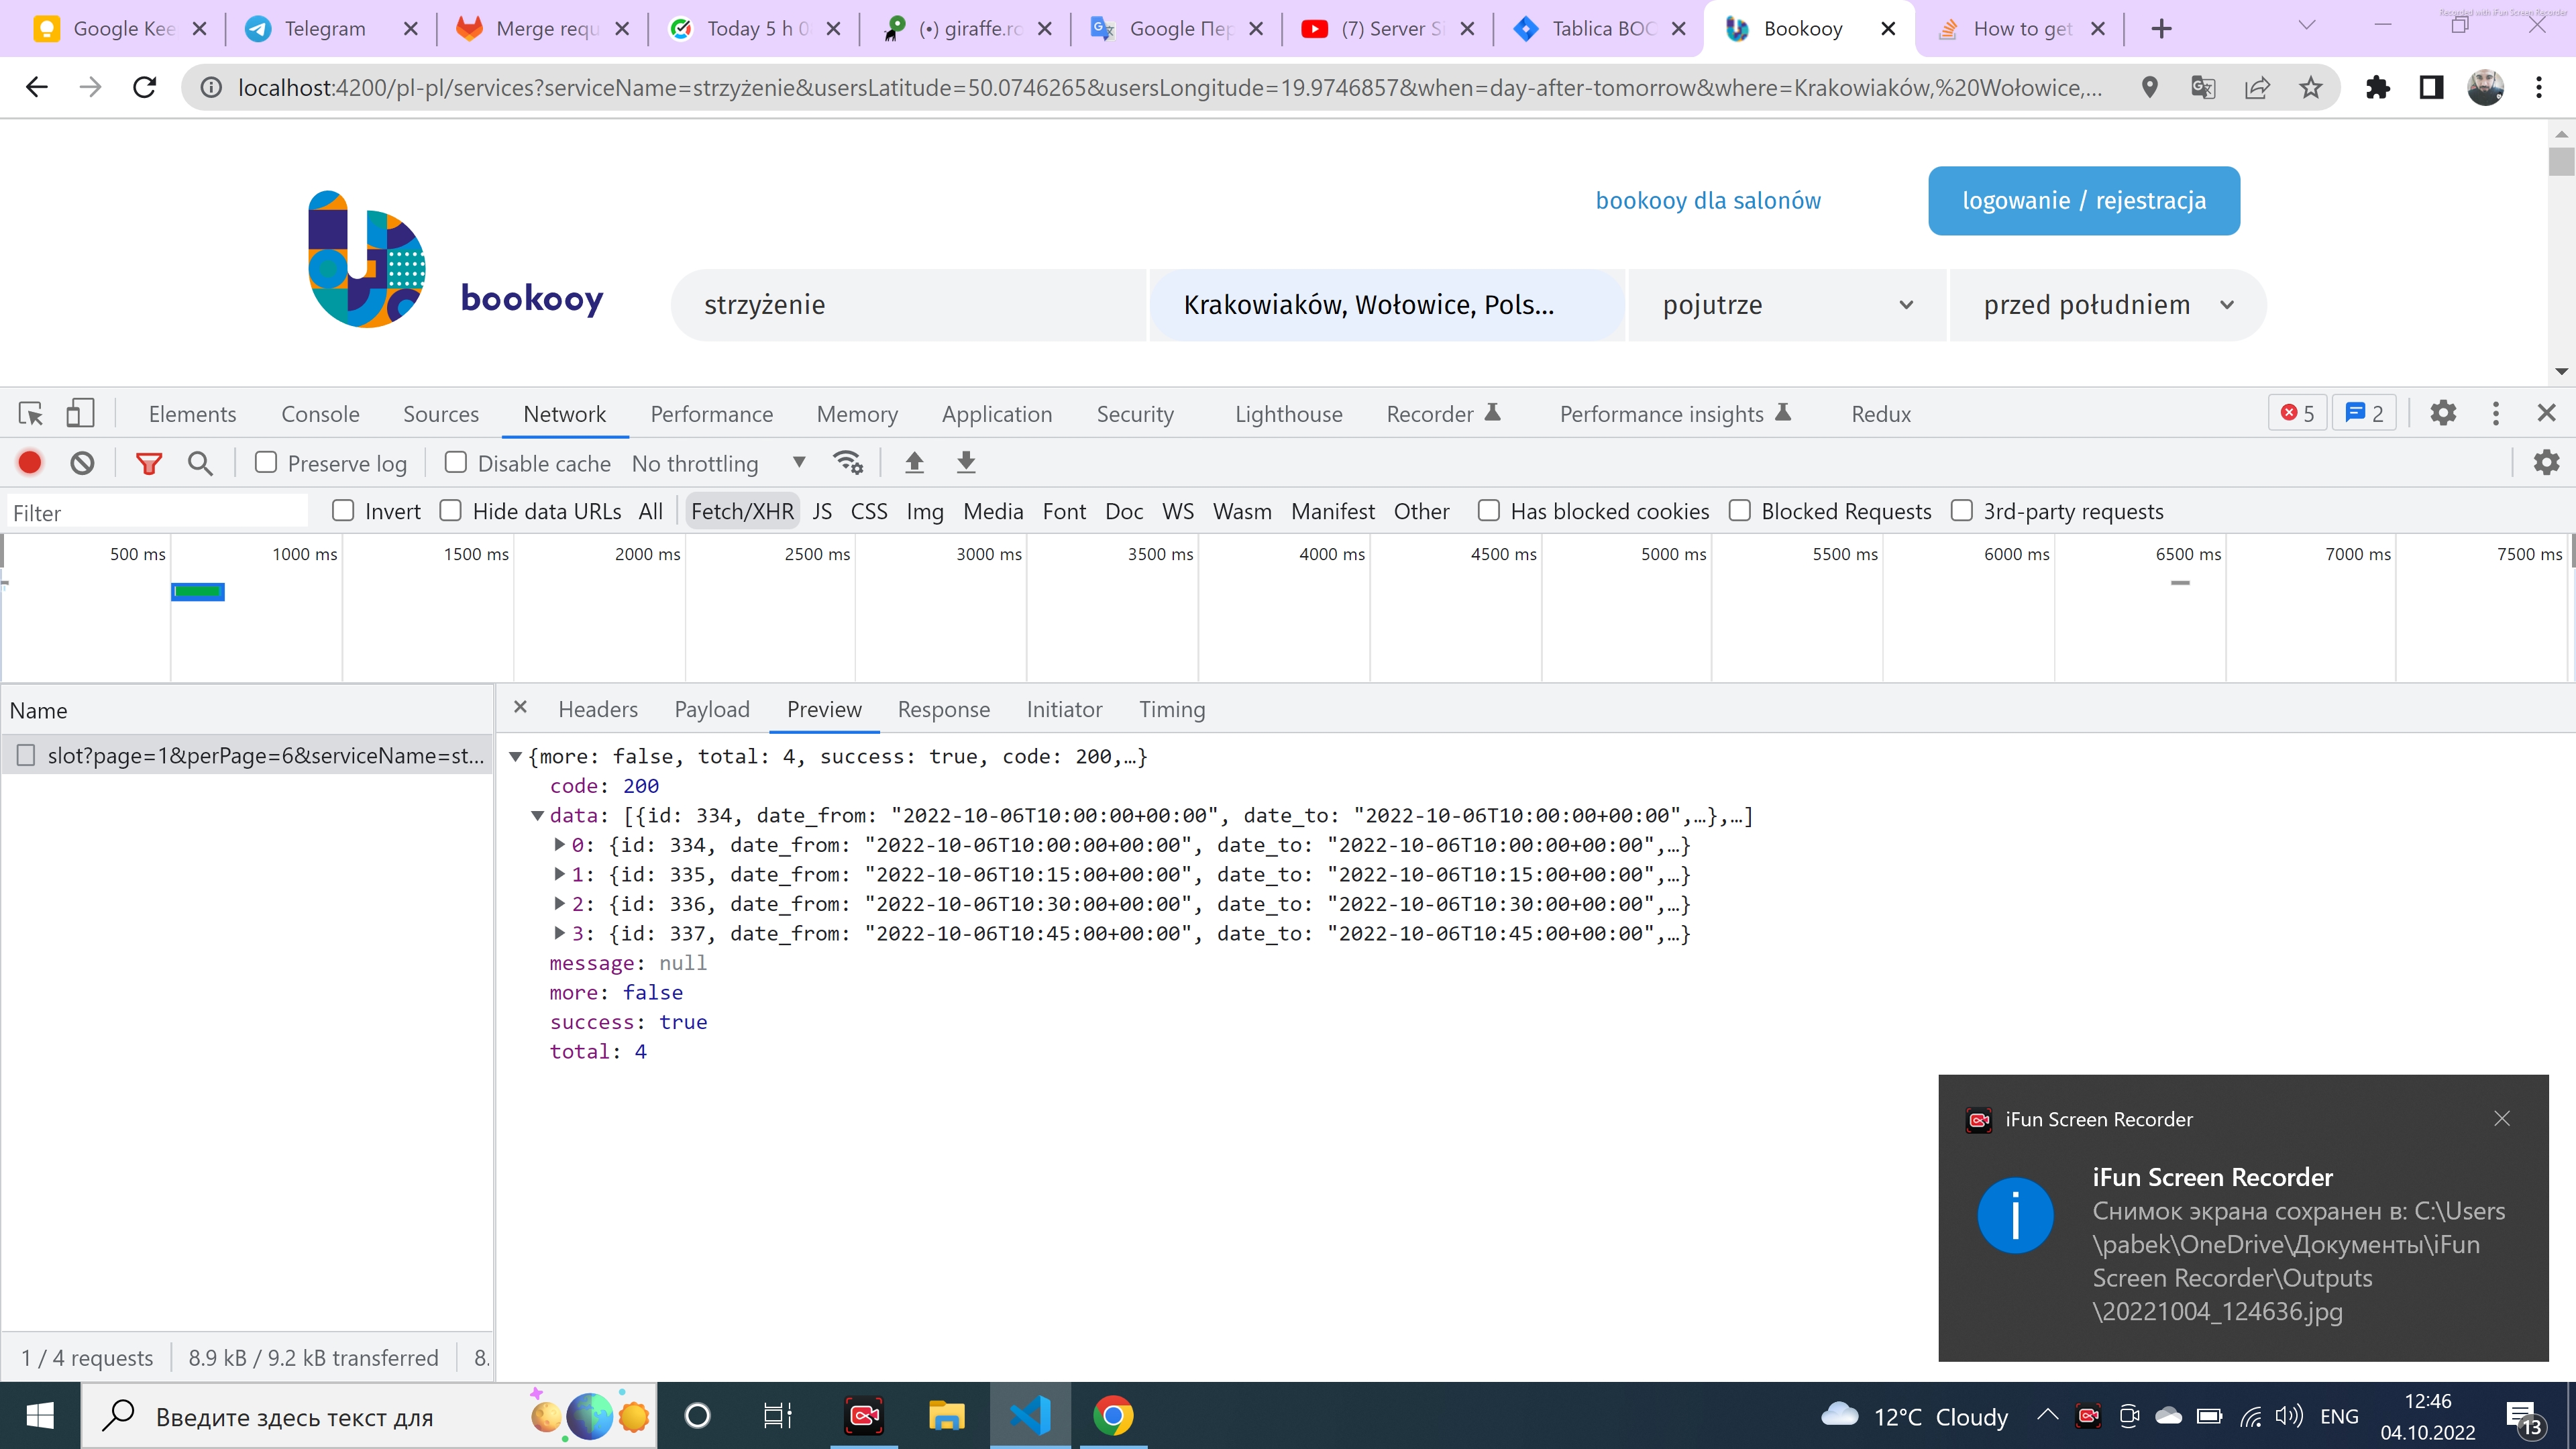 Recorded with iFun Screen Recorder
Google Kee
Telegram
Merge requ
Today 5 h 0
(•) giraffe.ro
Google Пер
(7) Server Si
Tablica BOO
Bookooy
How to get
localhost:4200/pl-pl/services?serviceName=strzyżenie&usersLatitude=50.0746265&usersLongitude=19.9746857&when=day-after-tomorrow&where=Krakowiaków,%20Wołowice,...
bookooy dla salonów
logowanie / rejestracja
bookooy
strzyżenie
Krakowiaków, Wołowice, Pols...
pojutrze
przed południem
Elements Console Sources Network Performance Memory Application Security Lighthouse Recorder Performance insights Redux 5 2
Preserve log Disable cache No throttling
Filter Invert Hide data URLs All Fetch/XHR JS CSS Img Media Font Doc WS Wasm Manifest Other Has blocked cookies Blocked Requests 3rd-party requests
500 ms 1000 ms 1500 ms 2000 ms 2500 ms 3000 ms 3500 ms 4000 ms 4500 ms 5000 ms 5500 ms 6000 ms 6500 ms 7000 ms 7500 ms
Name
Headers Payload Preview Response Initiator Timing
slot?page=1&perPage=6&serviceName=st...
{more: false, total: 4, success: true, code: 200,…}
code: 200
data: [{id: 334, date_from: "2022-10-06T10:00:00+00:00", date_to: "2022-10-06T10:00:00+00:00",…},…]
0: {id: 334, date_from: "2022-10-06T10:00:00+00:00", date_to: "2022-10-06T10:00:00+00:00",…}
1: {id: 335, date_from: "2022-10-06T10:15:00+00:00", date_to: "2022-10-06T10:15:00+00:00",…}
2: {id: 336, date_from: "2022-10-06T10:30:00+00:00", date_to: "2022-10-06T10:30:00+00:00",…}
3: {id: 337, date_from: "2022-10-06T10:45:00+00:00", date_to: "2022-10-06T10:45:00+00:00",…}
message: null
more: false
success: true
total: 4
iFun Screen Recorder
iFun Screen Recorder
Снимок экрана сохранен в: C:\Users
\pabek\OneDrive\Документы\iFun
Screen Recorder\Outputs
\20221004_124636.jpg
1 / 4 requests 8.9 kB / 9.2 kB transferred 8.
Введите здесь текст для
12°C Cloudy
ENG
12:46
04.10.2022
13